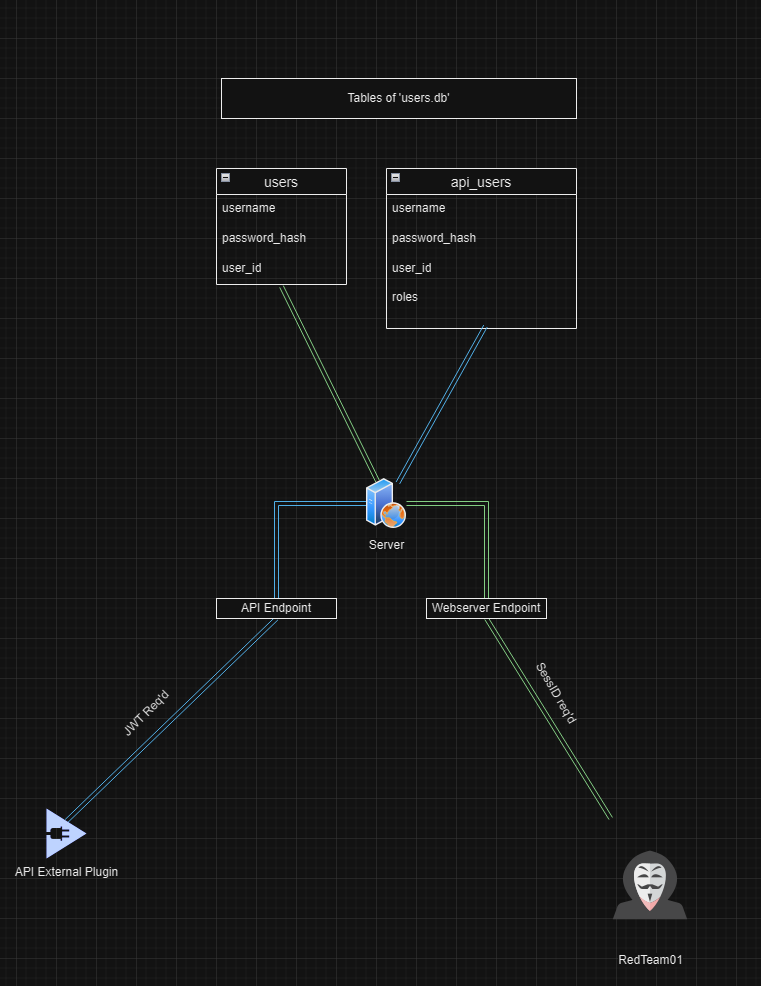 Tables of 'users.db'
users
username
password_hash
user_id
api_users
username
password_hash
user_id
roles
Server
API Endpoint
Webserver Endpoint
JWT Req'd
SessID req'd
API External Plugin
RedTeam01